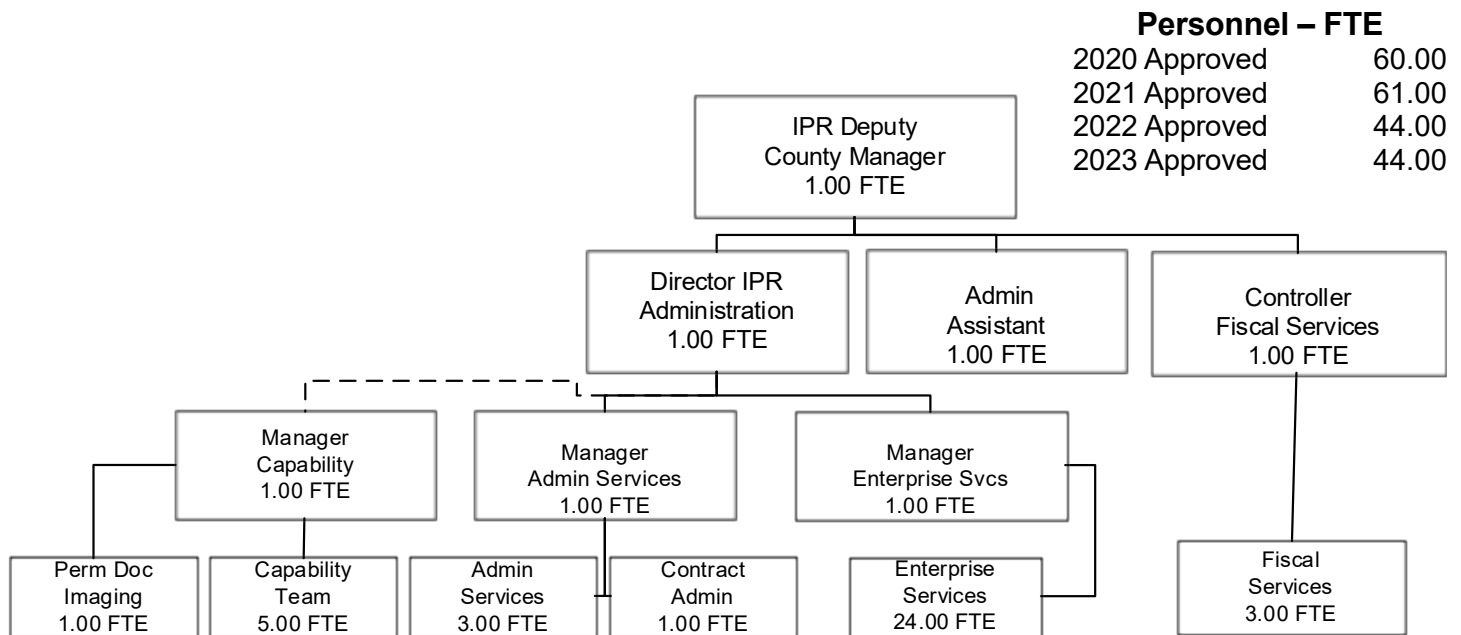 Personnel – FTE
2020 Approved 60.00
2021 Approved 61.00
2022 Approved 44.00
2023 Approved 44.00
IPR Deputy
County Manager
1.00 FTE
Director IPR
Administration
1.00 FTE
Admin
Assistant
1.00 FTE
Controller
Fiscal Services
1.00 FTE
Manager
Capability
1.00 FTE
Manager
Admin Services
1.00 FTE
Manager
Enterprise Svcs
1.00 FTE
Perm Doc
Imaging
1.00 FTE
Capability
Team
5.00 FTE
Admin
Services
3.00 FTE
Contract
Admin
1.00 FTE
Enterprise
Services
24.00 FTE
Fiscal
Services
3.00 FTE